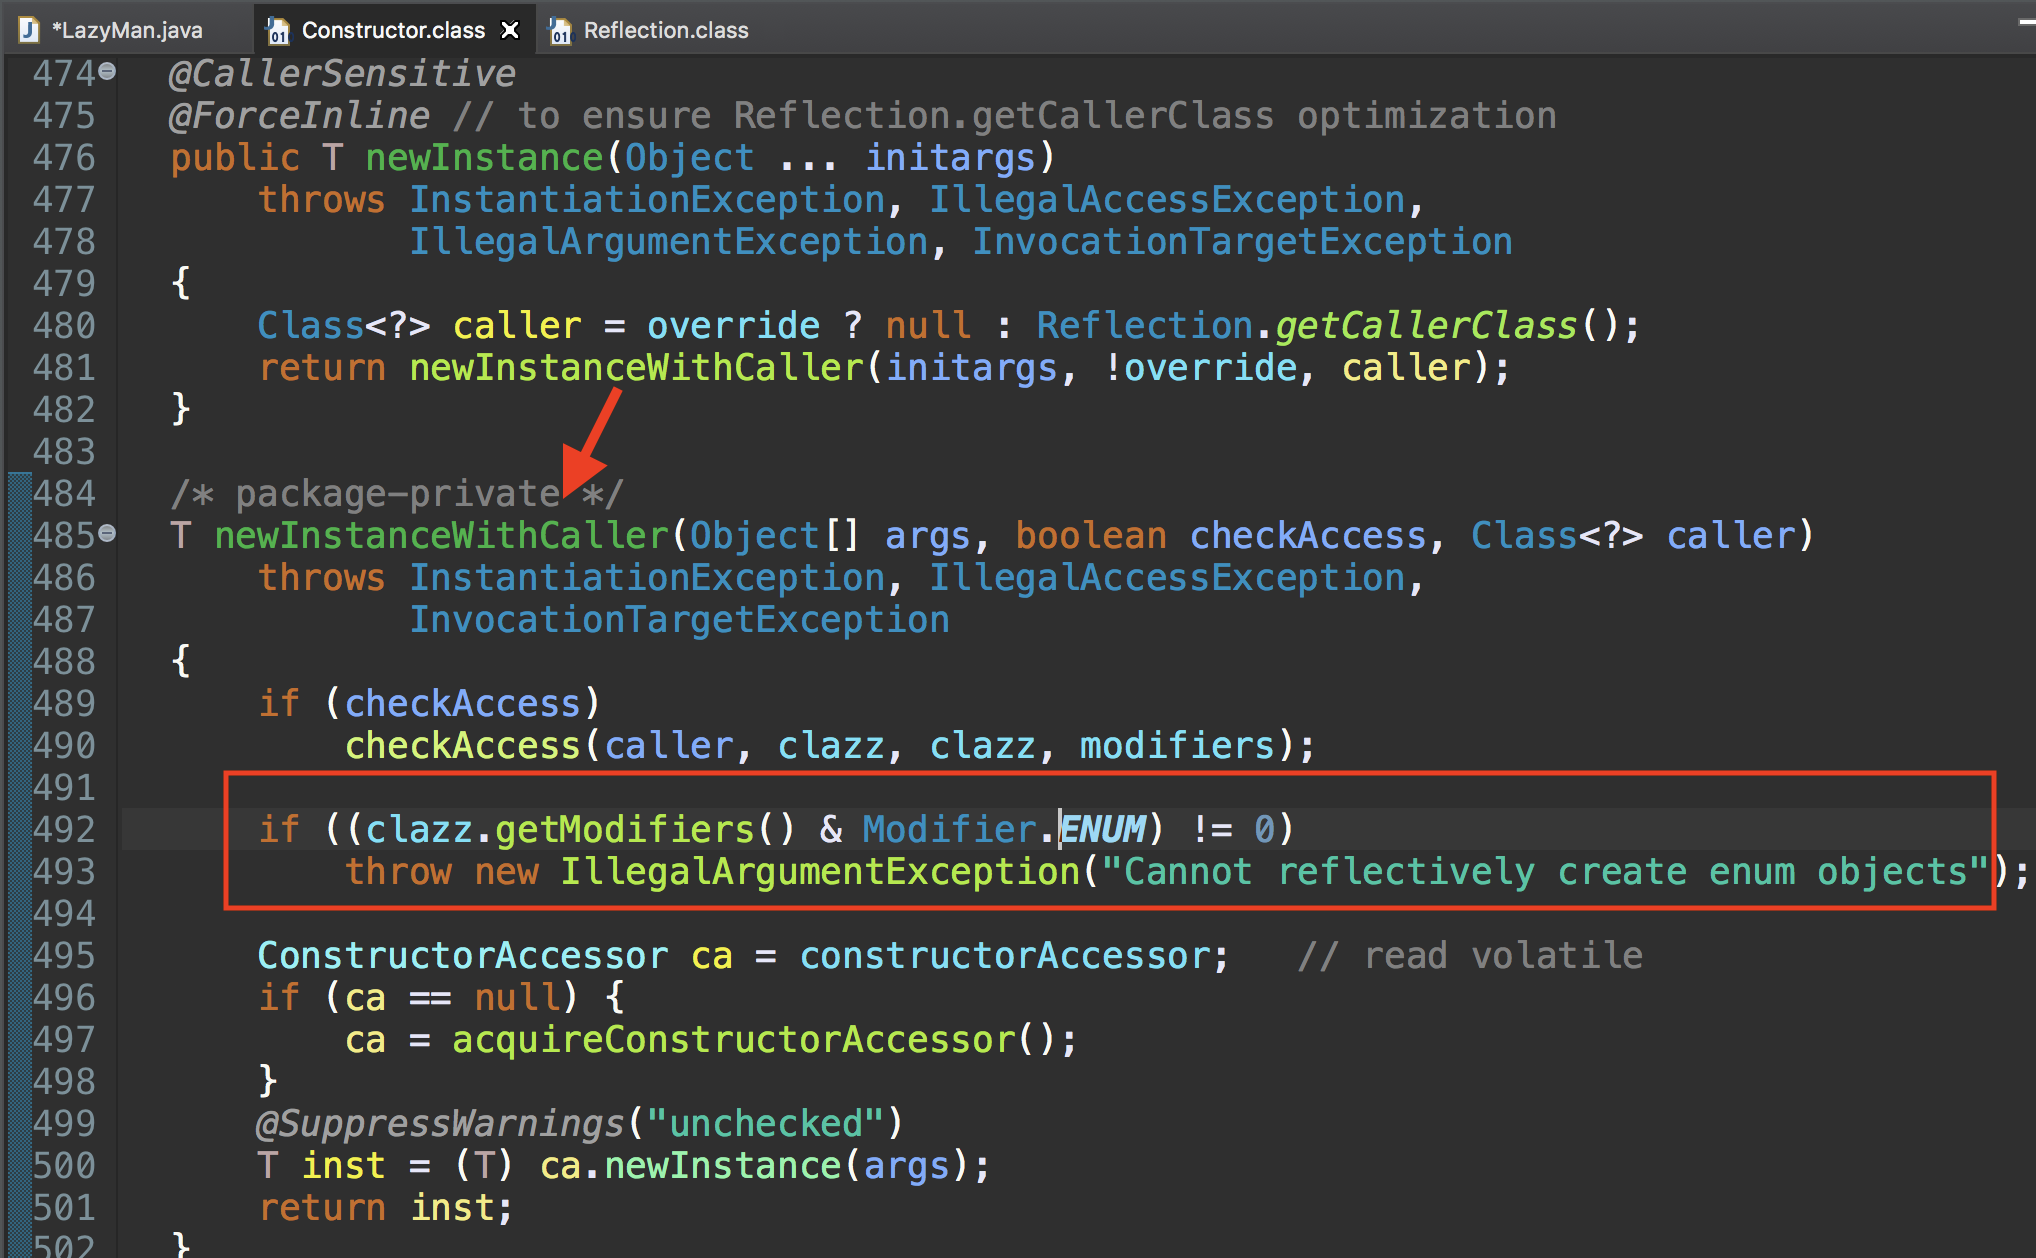 *LazyMan.java Constructor.class Reflection.class
474 @CallerSensitive
475 @ForceInline // to ensure Reflection.getCallerClass optimization
476 public T newInstance(Object ... initargs)
477 throws InstantiationException, IllegalAccessException,
478 IllegalArgumentException, InvocationTargetException
479 {
480 Class<?> caller = override ? null : Reflection.getCallerClass();
481 return newInstanceWithCaller(initargs, !override, caller);
482 }
483
484 /* package-private */
485 T newInstanceWithCaller(Object[] args, boolean checkAccess, Class<?> caller)
486 throws InstantiationException, IllegalAccessException,
487 InvocationTargetException
488 {
489 if (checkAccess)
490 checkAccess(caller, clazz, clazz, modifiers);
491
492 if ((clazz.getModifiers() & Modifier.ENUM) != 0)
493 throw new IllegalArgumentException("Cannot reflectively create enum objects");
494
495 ConstructorAccessor ca = constructorAccessor; // read volatile
496 if (ca == null) {
497 ca = acquireConstructorAccessor();
498 }
499 @SuppressWarnings("unchecked")
500 T inst = (T) ca.newInstance(args);
501 return inst;
502 }